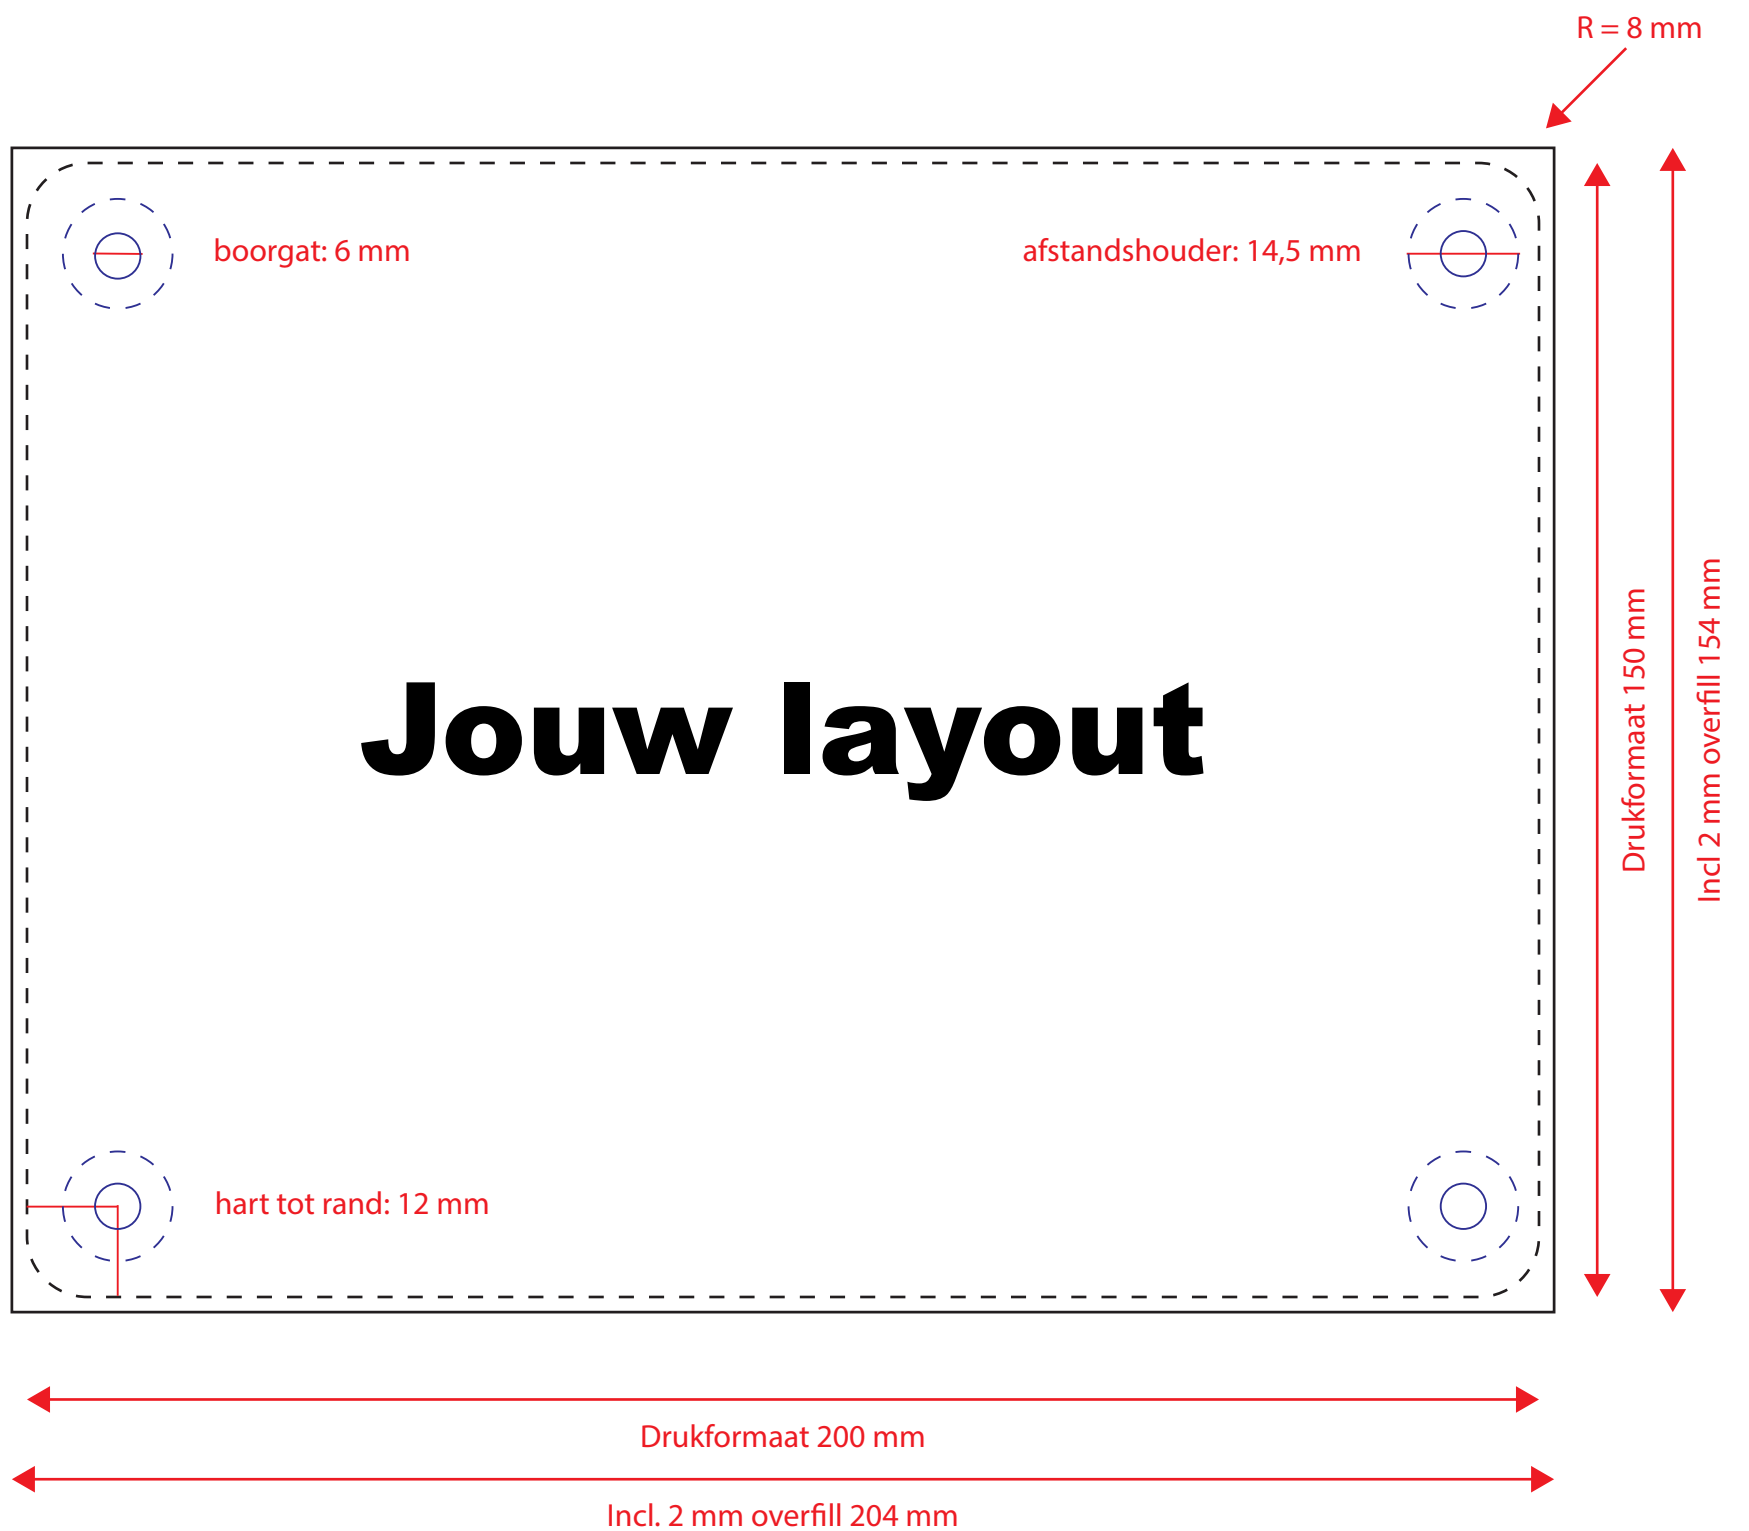 R = 8 mm
boorgat: 6 mm
afstandshouder: 14,5 mm
Jouw layout
Drukformaat 150 mm
Incl 2 mm overfill 154 mm
hart tot rand: 12 mm
Drukformaat 200 mm
Incl. 2 mm overfill 204 mm